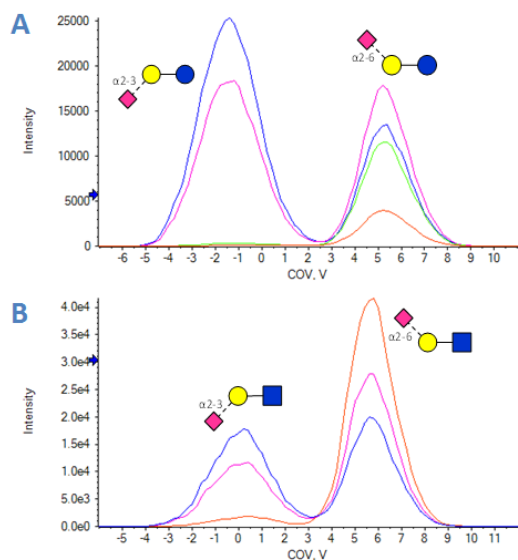 A
25000
20000
15000
10000
5000
0
Intensity
α2-3
α2-6
-6 -5 -4 -3 -2 -1 0 1 2 3 4 5 6 7 8 9 10 11
COV, V
B
4.0e4
3.5e4
3.0e4
2.5e4
2.0e4
1.5e4
1.0e4
5.0e3
0.0e0
Intensity
α2-3
α2-6
-5 -4 -3 -2 -1 0 1 2 3 4 5 6 7 8 9 10 11
COV, V